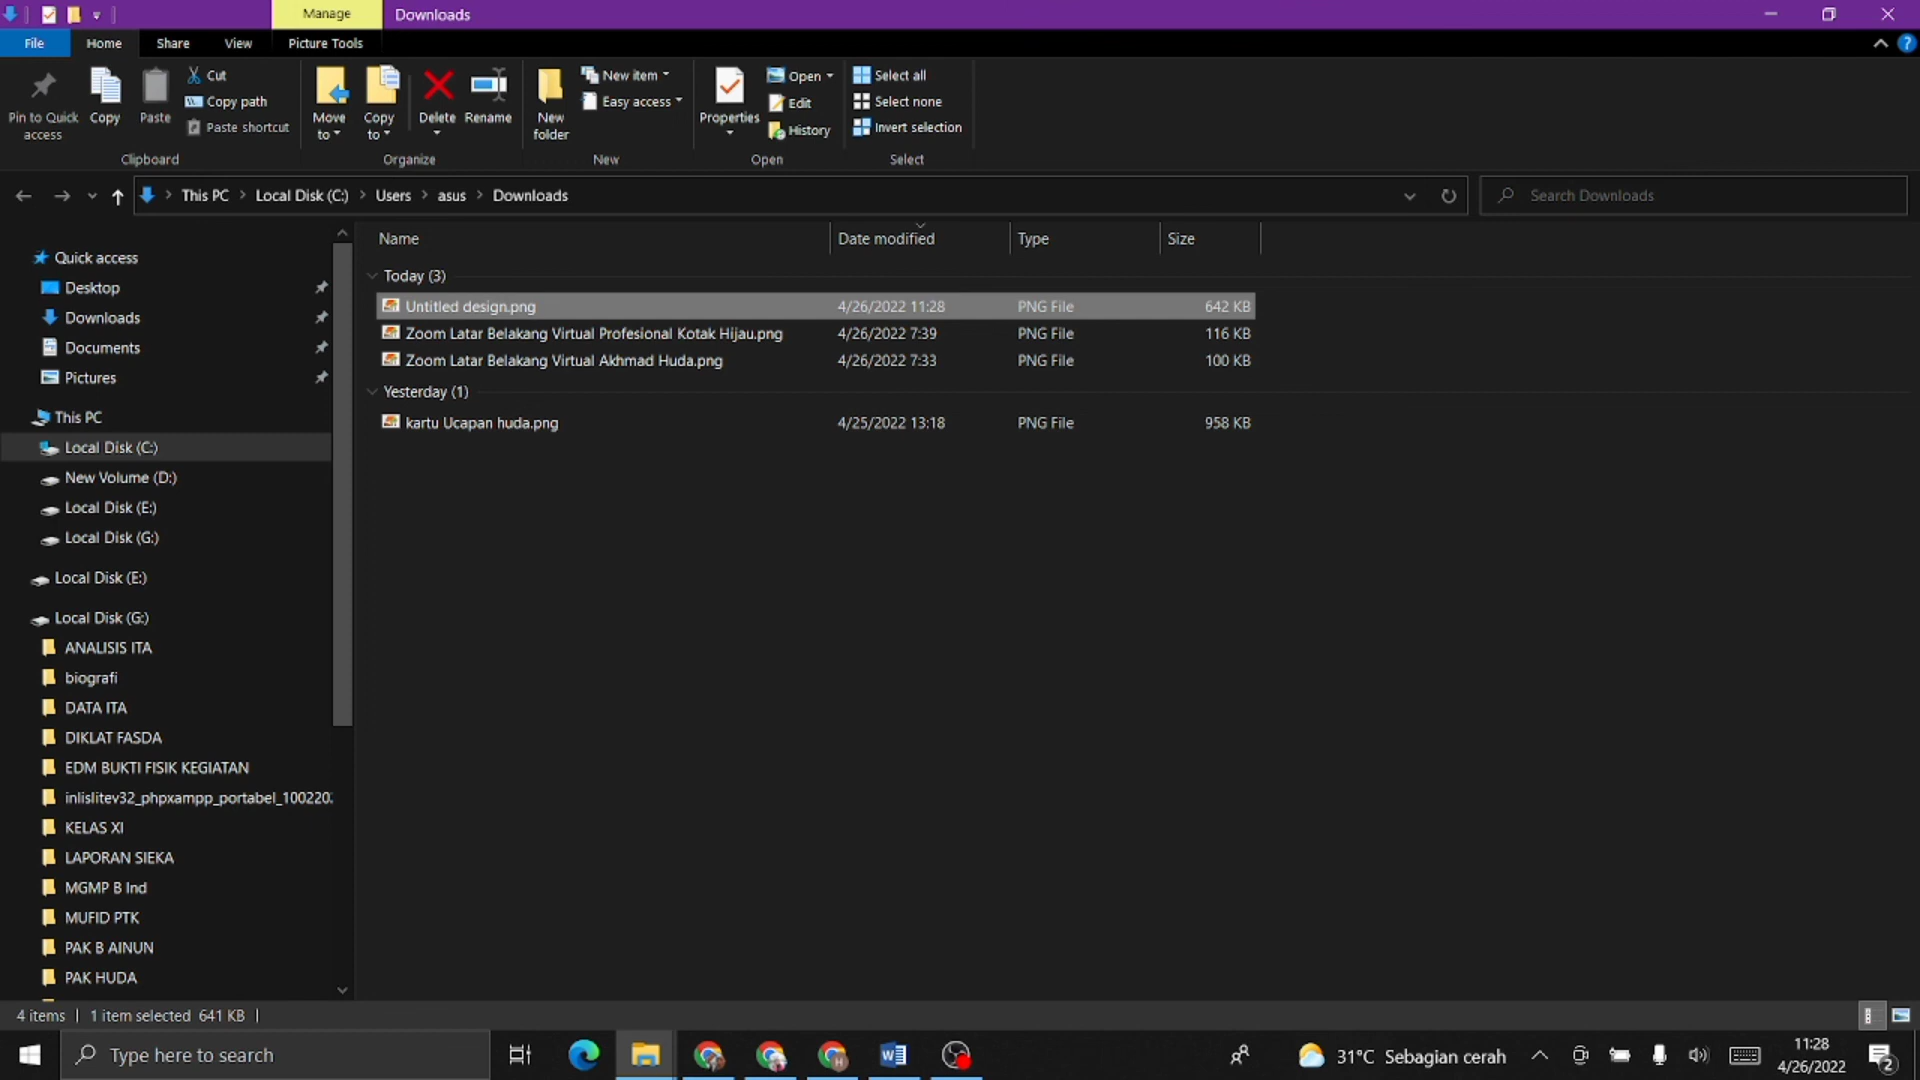 Manage
Downloads
File
Home
Share
View
Picture Tools
Pin to Quick access
Copy
Paste
Cut
Copy path
Paste shortcut
Clipboard
Move to
Copy to
Delete
Rename
Organize
New folder
New item
Easy access
New
Properties
Open
Edit
History
Open
Select all
Select none
Invert selection
Select
This PC > Local Disk (C:) > Users > asus > Downloads
Search Downloads
Name
Date modified
Type
Size
Today (3)
Untitled design.png 4/26/2022 11:28 PNG File 642 KB
Zoom Latar Belakang Virtual Profesional Kotak Hijau.png 4/26/2022 7:39 PNG File 116 KB
Zoom Latar Belakang Virtual Akhmad Huda.png 4/26/2022 7:33 PNG File 100 KB
Yesterday (1)
kartu Ucapan huda.png 4/25/2022 13:18 PNG File 958 KB
Quick access
Desktop
Downloads
Documents
Pictures
This PC
Local Disk (C:)
New Volume (D:)
Local Disk (E:)
Local Disk (G:)
Local Disk (E:)
Local Disk (G:)
ANALISIS ITA
biografi
DATA ITA
DIKLAT FASDA
EDM BUKTI FISIK KEGIATAN
inlislitev32_phpxampp_portabel_100220
KELAS XI
LAPORAN SIEKA
MGMP B Ind
MUFID PTK
PAK B AINUN
PAK HUDA
4 items
1 item selected 641 KB
Type here to search
31°C Sebagian cerah
11:28
4/26/2022
2